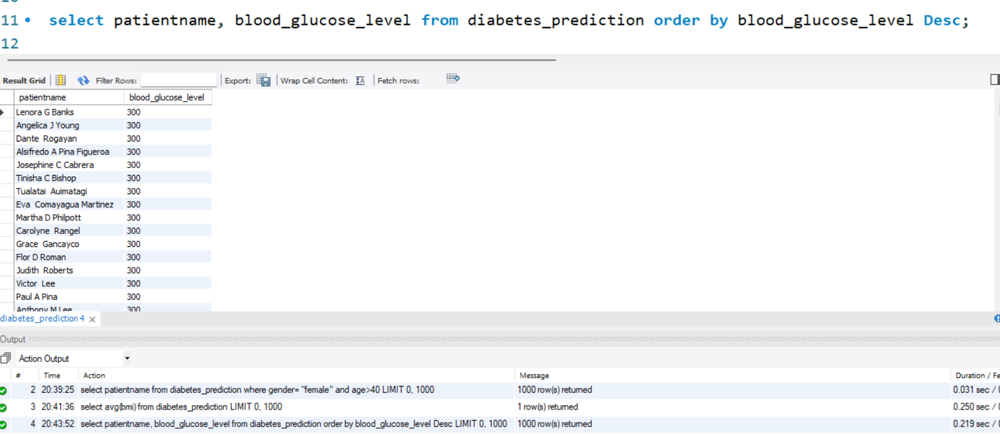 11 select patientname, blood_glucose_level from diabetes_prediction order by blood_glucose_level Desc;
12
Result Grid Filter Rows: Export: Wrap Cell Content: Fetch rows:
patientname blood_glucose_level
Lenora G Banks 300
Angelica J Young 300
Dante  Rogayan 300
Alsifredo A Pina Figueroa 300
Josephine C Cabrera 300
Tinisha C Bishop 300
Tualatai  Auimatagi 300
Eva  Comayagua Martinez 300
Martha D Philpott 300
Carolyne  Rangel 300
Grace  Gancayco 300
Flor D Roman 300
Judith  Roberts 300
Victor  Lee 300
Paul A Pina 300
Anthony M Lee 300
diabetes_prediction 4 ×
Output
Action Output
# Time Action Message Duration / Fe
2 20:39:25 select patientname from diabetes_prediction where gender= "female" and age>40 LIMIT 0, 1000 1000 row(s) returned 0.031 sec /
3 20:41:36 select avg(bmi) from diabetes_prediction LIMIT 0, 1000 1 row(s) returned 0.250 sec /
4 20:43:52 select patientname, blood_glucose_level from diabetes_prediction order by blood_glucose_level Desc LIMIT 0, 1000 1000 row(s) returned 0.219 sec /